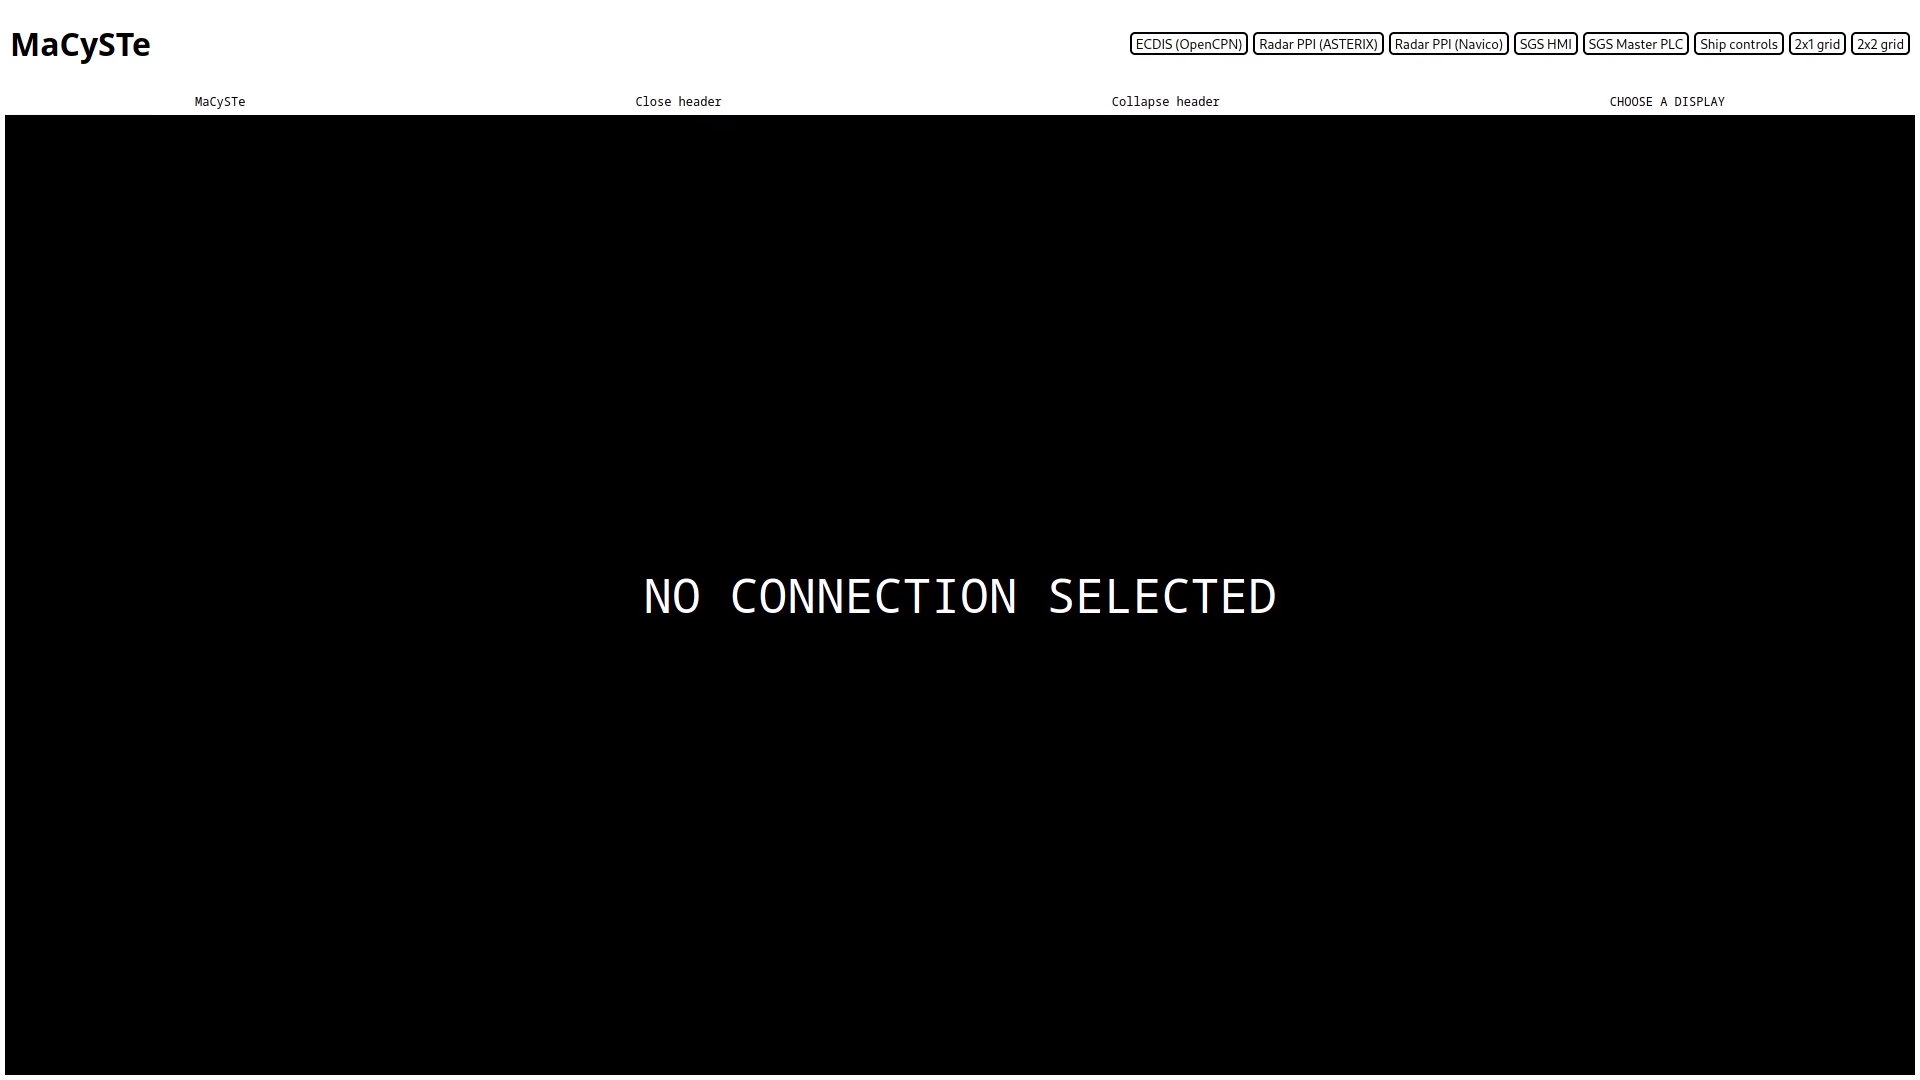 MaCySTe
ECDIS (OpenCPN) Radar PPI (ASTERIX) Radar PPI (Navico) SGS HMI SGS Master PLC Ship controls 2x1 grid 2x2 grid
MaCySTe Close header Collapse header CHOOSE A DISPLAY
NO CONNECTION SELECTED